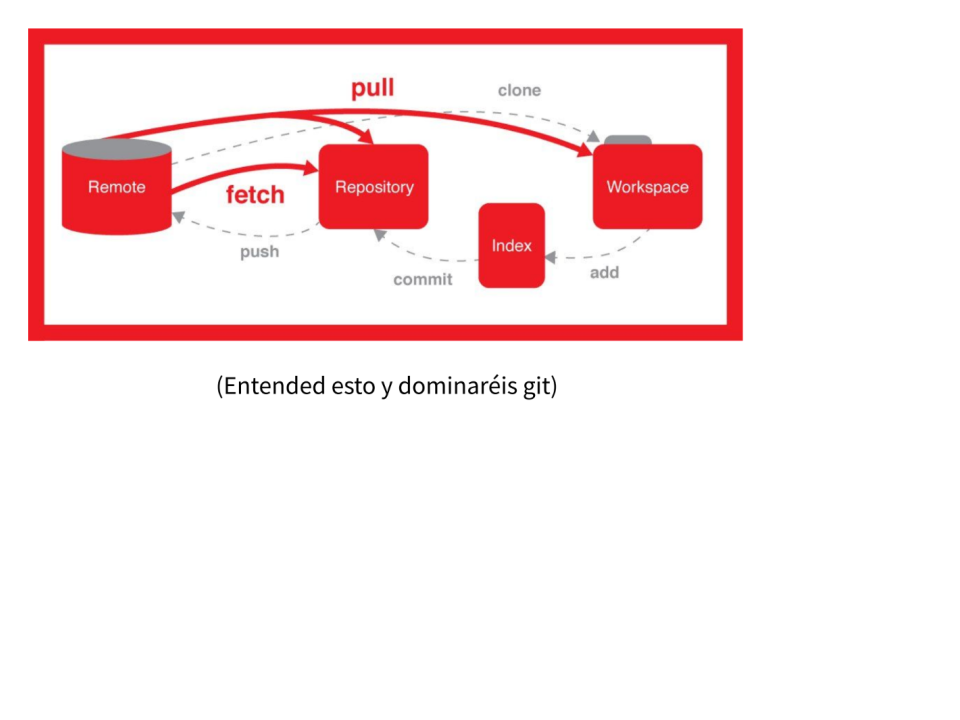 pull
clone
Remote
fetch
Repository
Workspace
push
Index
commit
add
(Entended esto y dominaréis git)